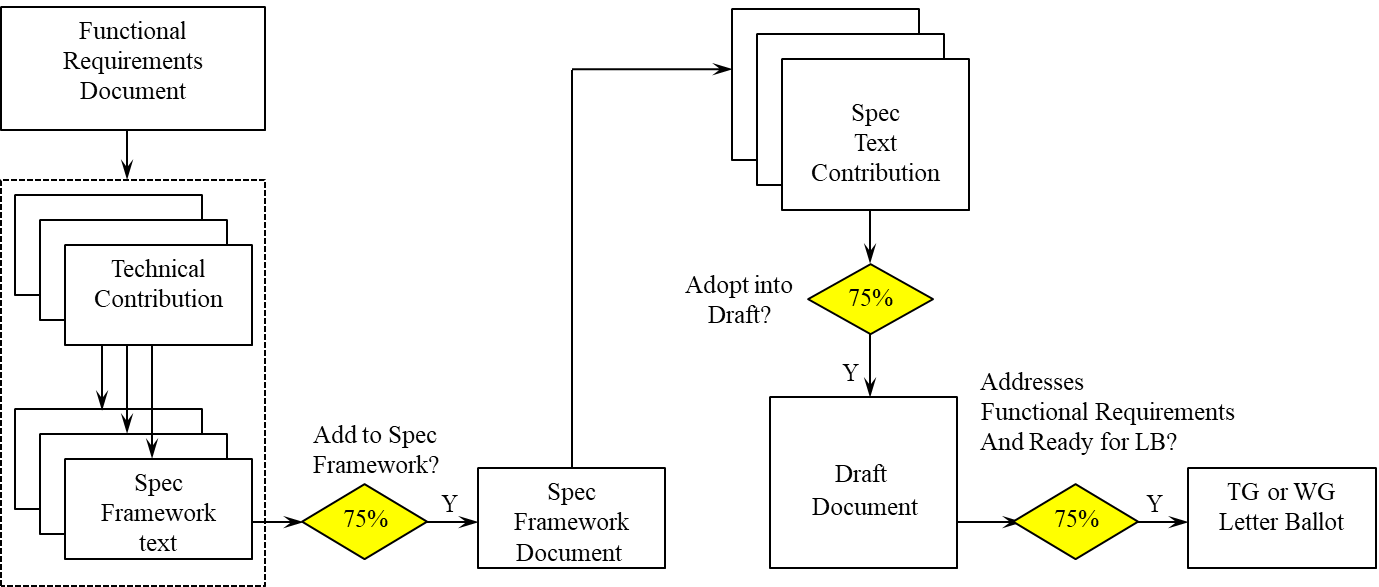 Functional
Requirements
Document
Technical
Contribution
Spec
Framework
text
Add to Spec
Framework?
75%
Y
Spec
Framework
Document
Spec
Text
Contribution
Adopt into
Draft?
75%
Y
Draft
Document
Addresses
Functional Requirements
And Ready for LB?
75%
Y
TG or WG
Letter Ballot